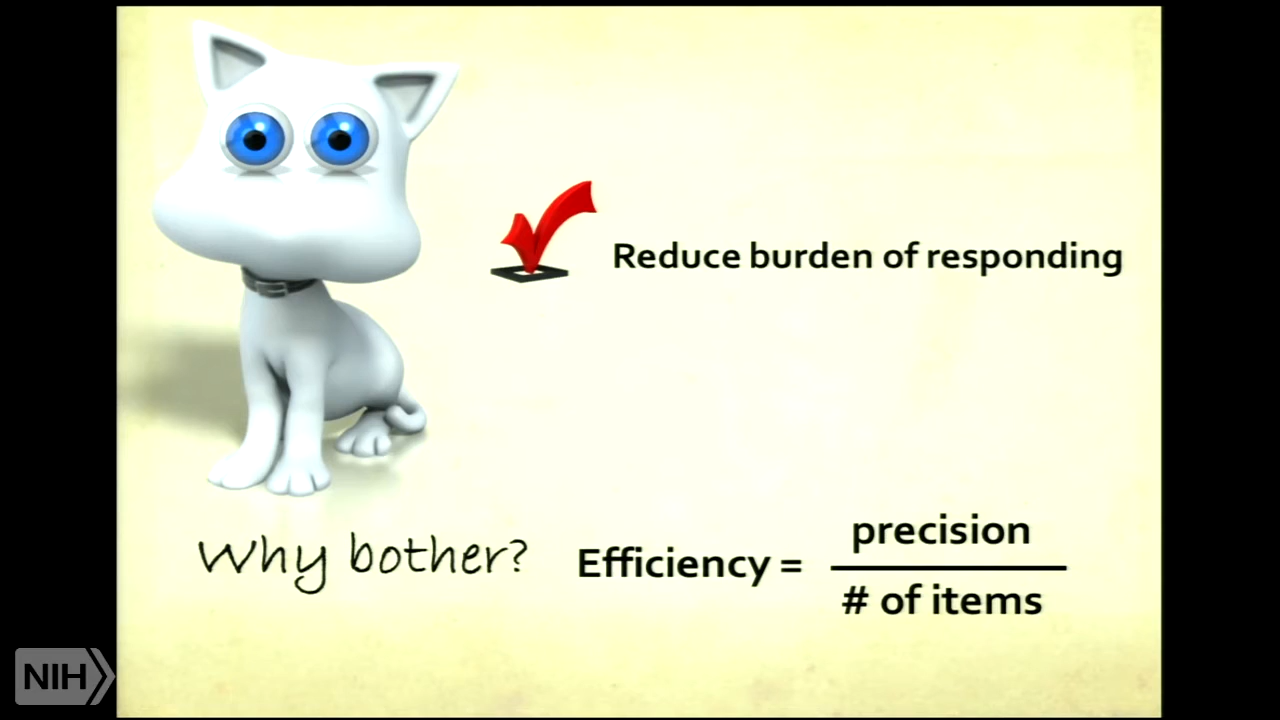 Reduce burden of responding
Why bother?
Efficiency =
precision
# of items
NIH